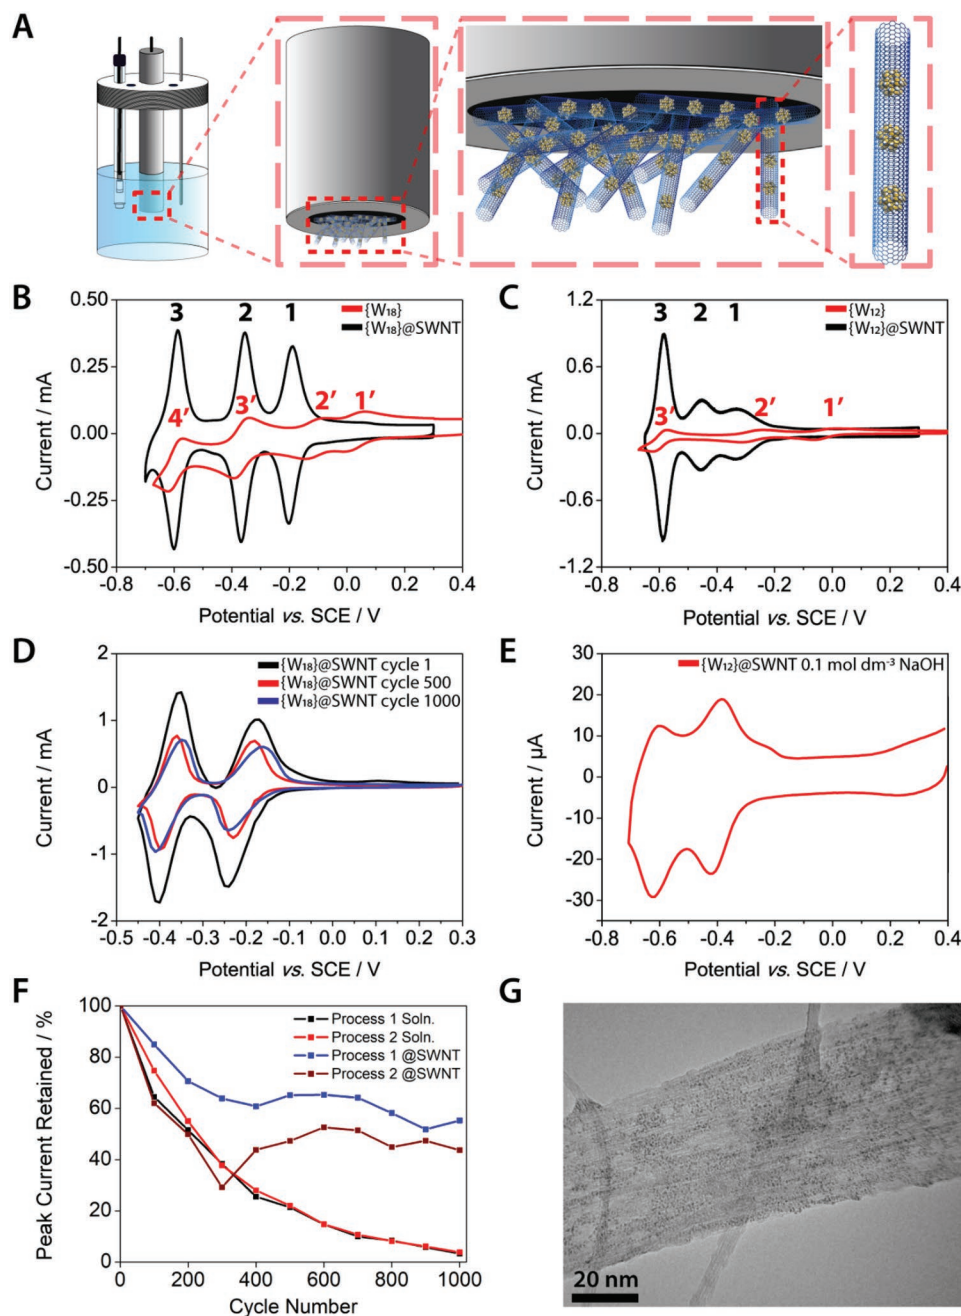 A
B
3 2 1
{W₁₈}
{W₁₈}@SWNT
4′ 3′ 2′ 1′
0.50
0.25
0.00
-0.25
-0.50
Current / mA
-0.8 -0.6 -0.4 -0.2 0.0 0.2 0.4
Potential vs. SCE / V
C
3 2 1
{W₁₂}
{W₁₂}@SWNT
3′ 2′ 1′
1.2
0.6
0.0
-0.6
-1.2
Current / mA
-0.8 -0.6 -0.4 -0.2 0.0 0.2 0.4
Potential vs. SCE / V
D
{W₁₈}@SWNT cycle 1
{W₁₈}@SWNT cycle 500
{W₁₈}@SWNT cycle 1000
2
1
0
-1
-2
Current / mA
-0.5 -0.4 -0.3 -0.2 -0.1 0.0 0.1 0.2 0.3
Potential vs. SCE / V
E
{W₁₂}@SWNT 0.1 mol dm⁻³ NaOH
30
20
10
0
-10
-20
-30
Current / µA
-0.8 -0.6 -0.4 -0.2 0.0 0.2 0.4
Potential vs. SCE / V
F
Process 1 Soln.
Process 2 Soln.
Process 1 @SWNT
Process 2 @SWNT
100
80
60
40
20
0
Peak Current Retained / %
0 200 400 600 800 1000
Cycle Number
G
20 nm